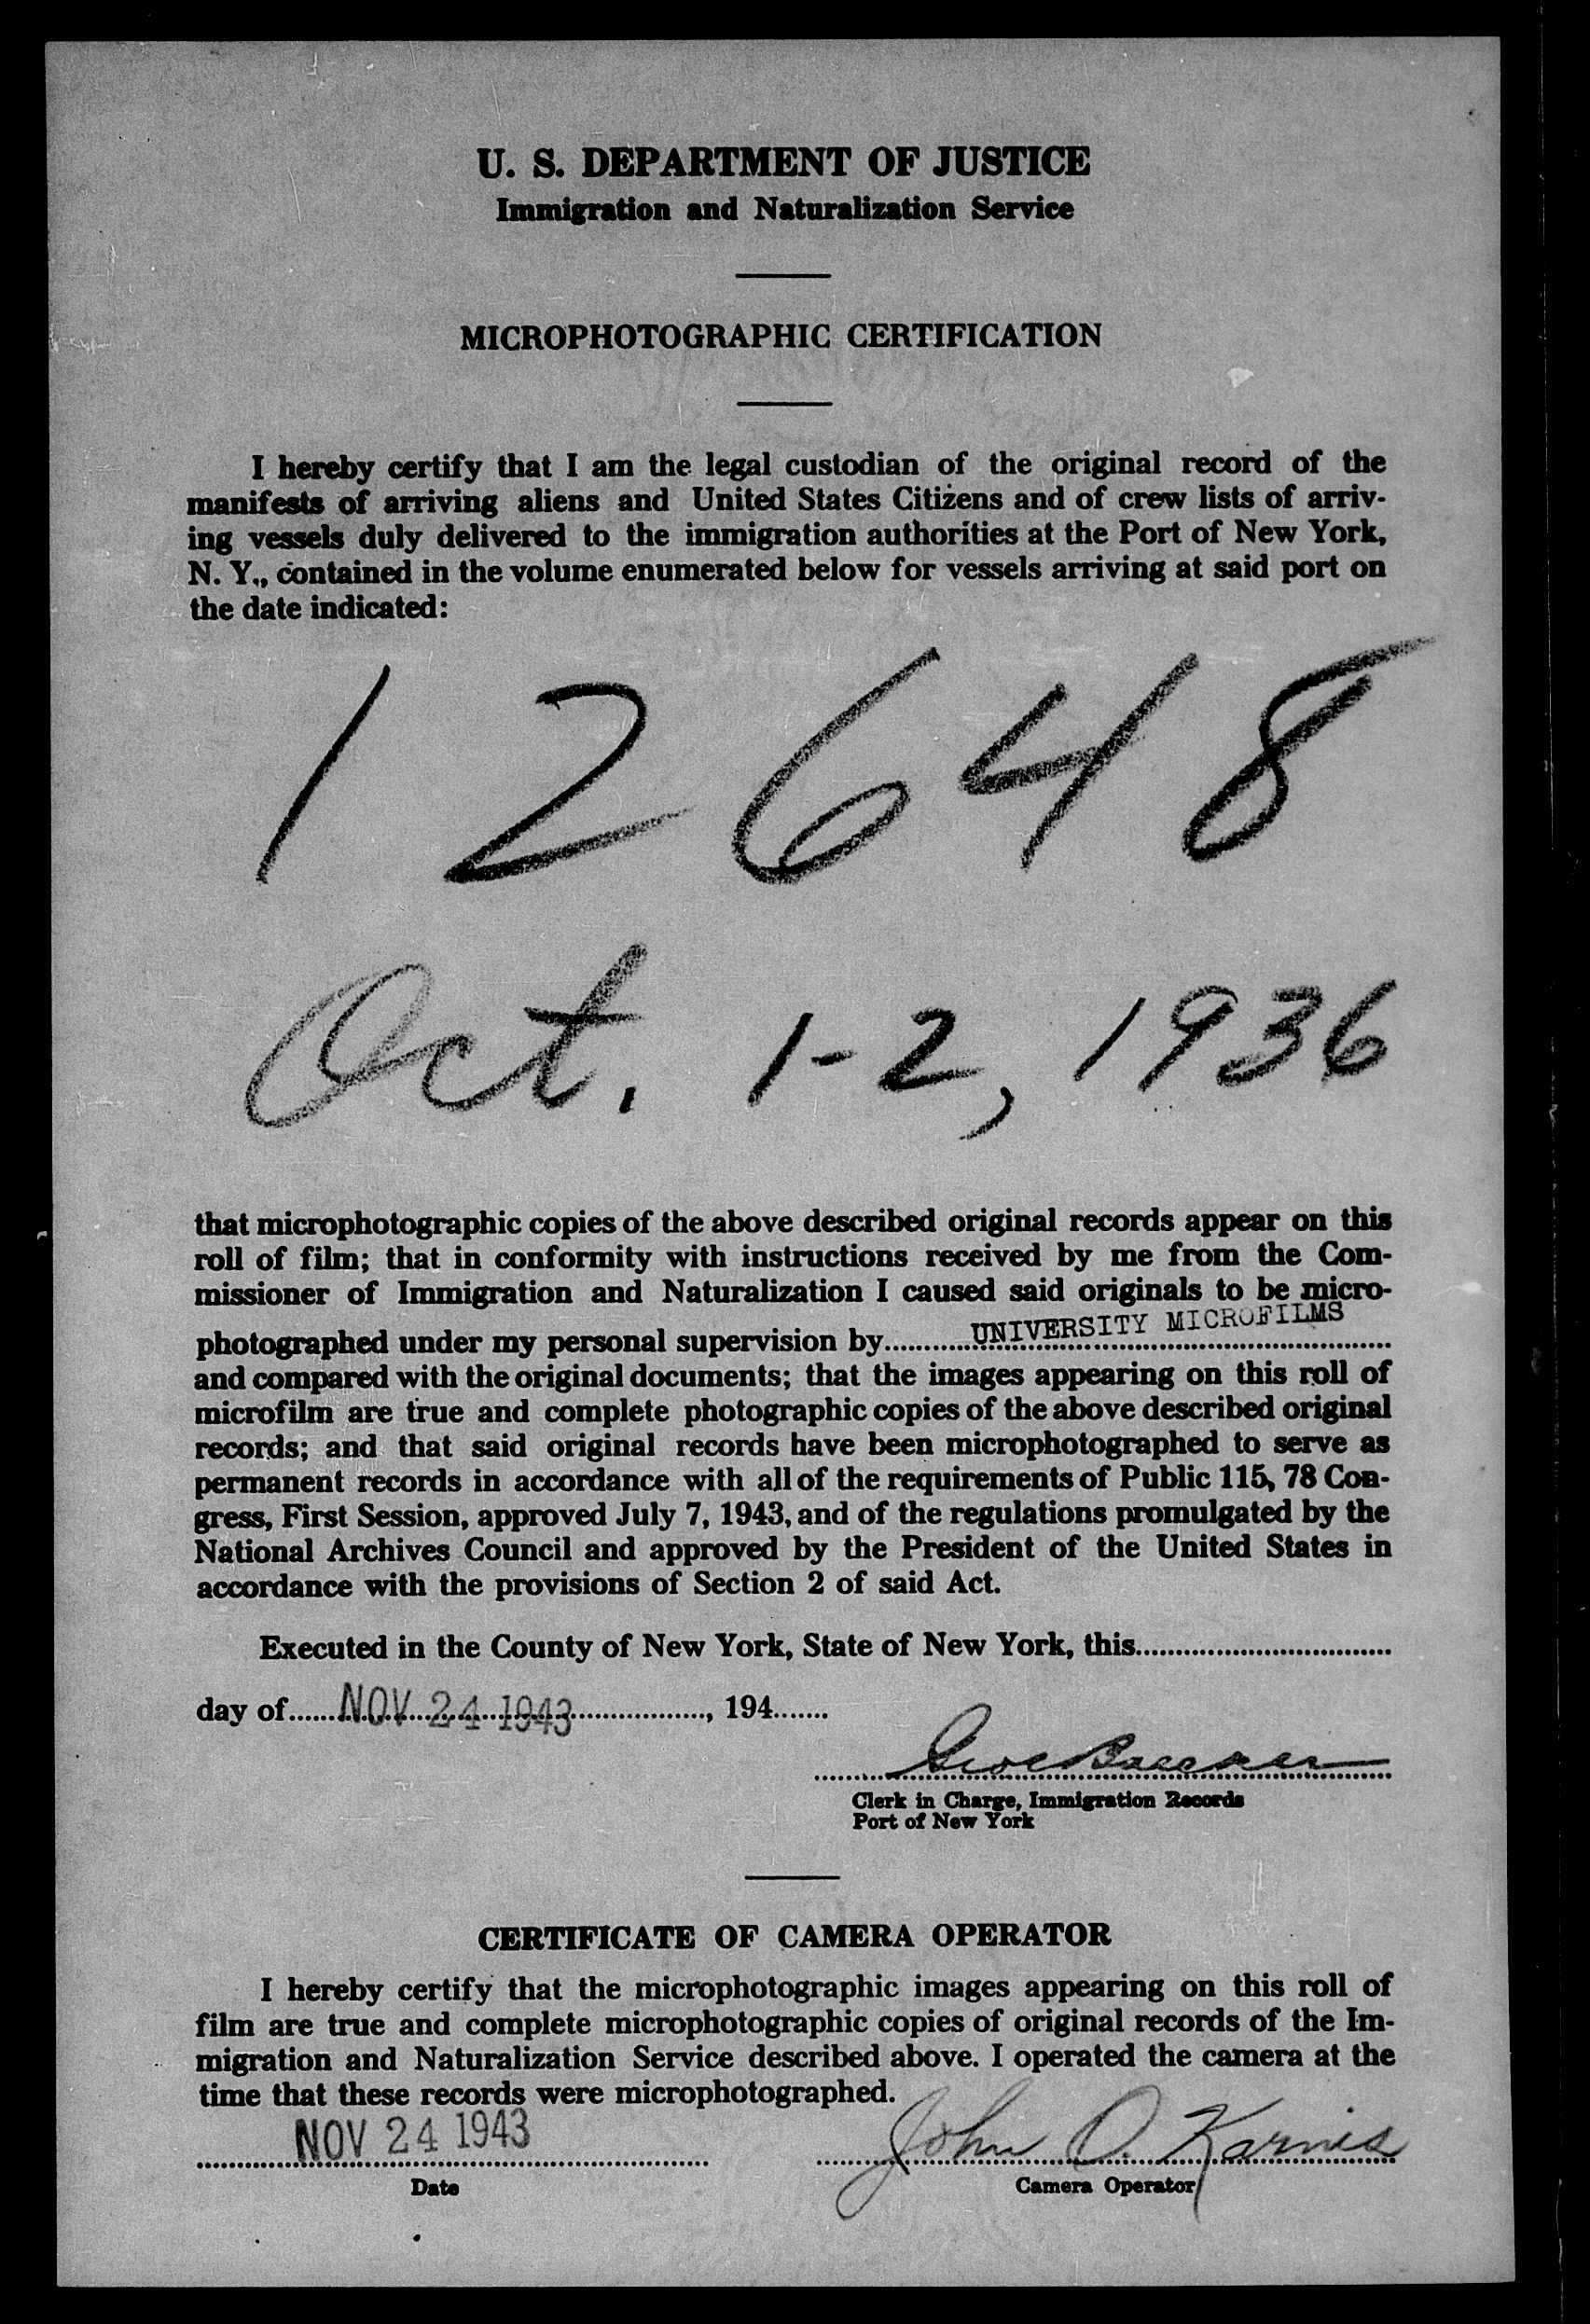 U. S. DEPARTMENT OF JUSTICE
Immigration and Naturalization Service
MICROPHOTOGRAPHIC CERTIFICATION
I hereby certify that I am the legal custodian of the original record of the
manifests of arriving aliens and United States Citizens and of crew lists of arriv-
ing vessels duly delivered to the immigration authorities at the Port of New York,
N. Y., contained in the volume enumerated below for vessels arriving at said port on
the date indicated:
12648
Oct. 1-2, 1936
that microphotographic copies of the above described original records appear on this
roll of film; that in conformity with instructions received by me from the Com-
missioner of Immigration and Naturalization I caused said originals to be micro-
photographed under my personal supervision by UNIVERSITY MICROFILMS
and compared with the original documents; that the images appearing on this roll of
microfilm are true and complete photographic copies of the above described original
records; and that said original records have been microphotographed to serve as
permanent records in accordance with all of the requirements of Public 115, 78 Con-
gress, First Session, approved July 7, 1943, and of the regulations promulgated by the
National Archives Council and approved by the President of the United States in
accordance with the provisions of Section 2 of said Act.
Executed in the County of New York, State of New York, this
day of NOV 24 1943, 194
Clerk in Charge, Immigration Records
Port of New York
CERTIFICATE OF CAMERA OPERATOR
I hereby certify that the microphotographic images appearing on this roll of
film are true and complete microphotographic copies of original records of the Im-
migration and Naturalization Service described above. I operated the camera at the
time that these records were microphotographed.
NOV 24 1943 John O. Karnis
Date Camera Operator